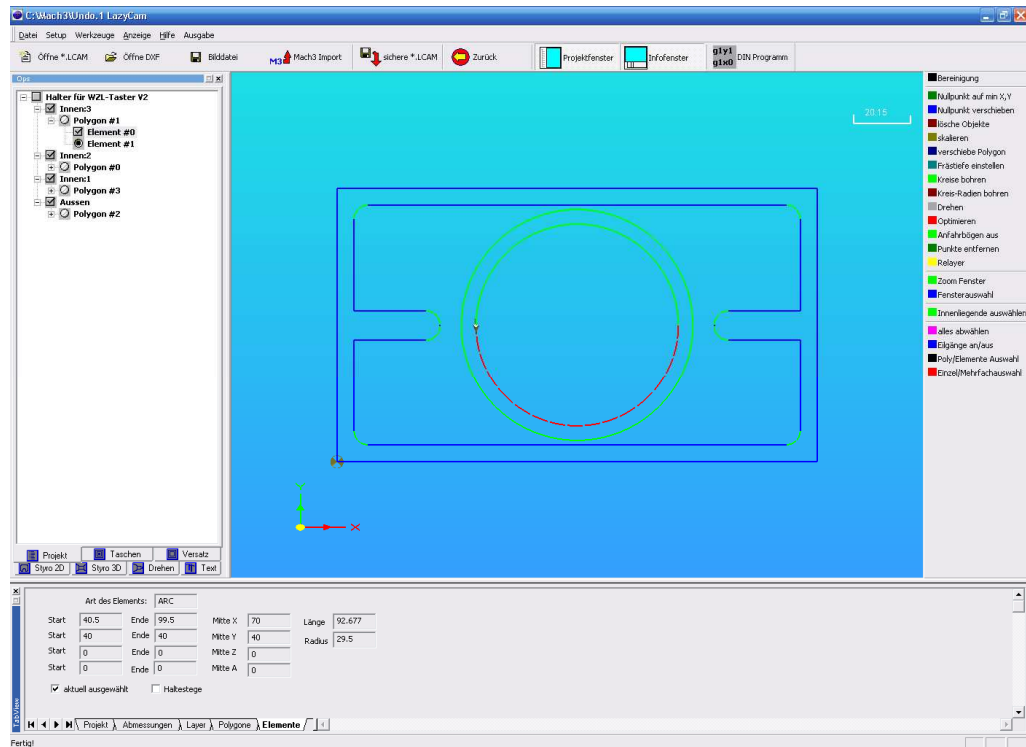 C:\Mach3\Undo.1 LazyCam
Datei Setup Werkzeuge Anzeige Hilfe Ausgabe
Öffne *.LCAM Öffne DXF Bilddatei M3 Mach3 Import sichere *.LCAM Zurück Projektfenster Infofenster g1y1 g1x0 DIN Programm
Ops
Halter für WZL-Taster V2
Innen:3
Polygon #1
Element #0
Element #1
Innen:2
Polygon #0
Innen:1
Polygon #3
Aussen
Polygon #2
Projekt Taschen Versatz
Styro 2D Styro 3D Drehen Text
20.15
Y
X
Bereinigung
Nullpunkt auf min X,Y
Nullpunkt verschieben
lösche Objekte
skalieren
verschiebe Polygon
Frästiefe einstellen
Kreise bohren
Kreis-Radien bohren
Drehen
Optimieren
Anfahrbögen aus
Punkte entfernen
Relayer
Zoom Fenster
Fensterauswahl
Innenliegende auswählen
alles abwählen
Eilgänge an/aus
Poly/Elemente Auswahl
Einzel/Mehrfachauswahl
Art des Elements: ARC
Start 40.5 Ende 99.5 Mitte X 70 Länge 92.677
Start 40 Ende 40 Mitte Y 40 Radius 29.5
Start 0 Ende 0 Mitte Z 0
Start 0 Ende 0 Mitte A 0
aktuell ausgewählt Haltestege
TabView
Projekt Abmessungen Layer Polygone Elemente
Fertig!